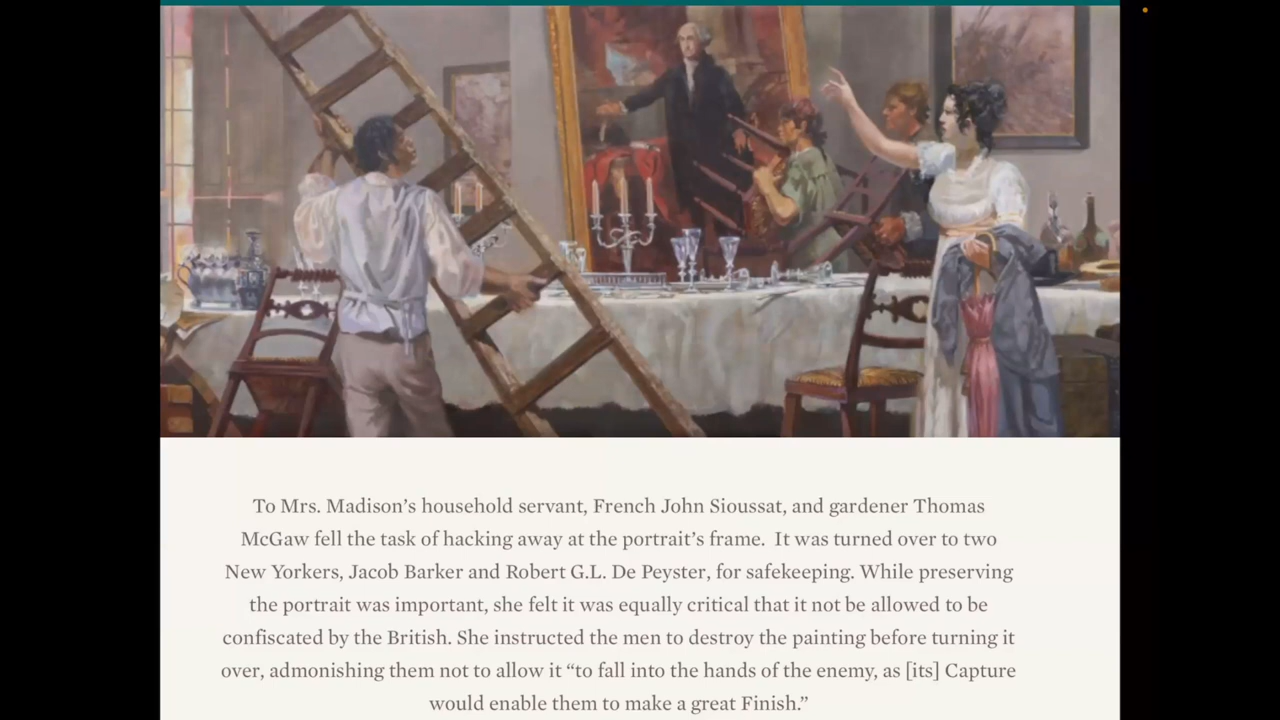 To Mrs. Madison’s household servant, French John Sioussat, and gardener Thomas
McGaw fell the task of hacking away at the portrait’s frame.  It was turned over to two
New Yorkers, Jacob Barker and Robert G.L. De Peyster, for safekeeping. While preserving
the portrait was important, she felt it was equally critical that it not be allowed to be
confiscated by the British. She instructed the men to destroy the painting before turning it
over, admonishing them not to allow it “to fall into the hands of the enemy, as [its] Capture
would enable them to make a great Finish.”